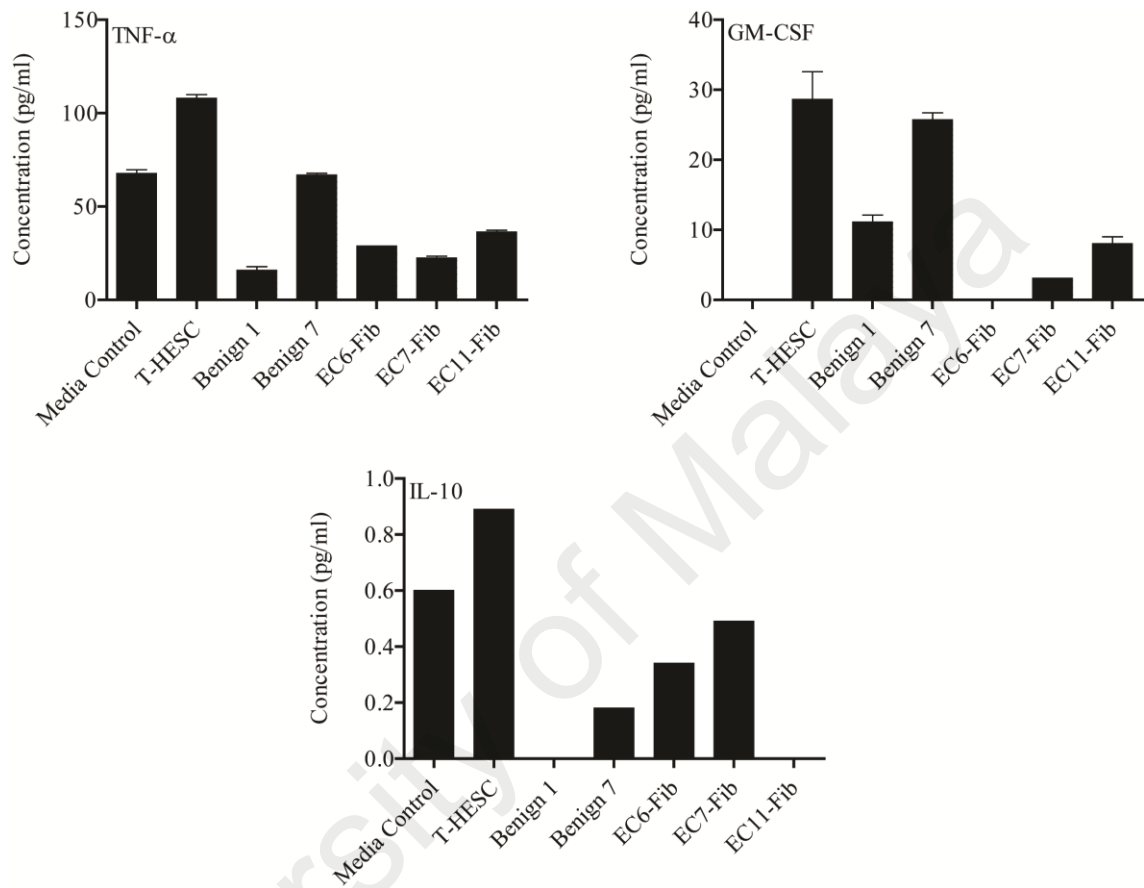 TNF-α
Concentration (pg/ml)
150
100
50
0
Media Control
T-HESC
Benign 1
Benign 7
EC6-Fib
EC7-Fib
EC11-Fib
GM-CSF
Concentration (pg/ml)
40
30
20
10
0
Media Control
T-HESC
Benign 1
Benign 7
EC6-Fib
EC7-Fib
EC11-Fib
IL-10
Concentration (pg/ml)
1.0
0.8
0.6
0.4
0.2
0.0
Media Control
T-HESC
Benign 1
Benign 7
EC6-Fib
EC7-Fib
EC11-Fib
rsity of Malaya